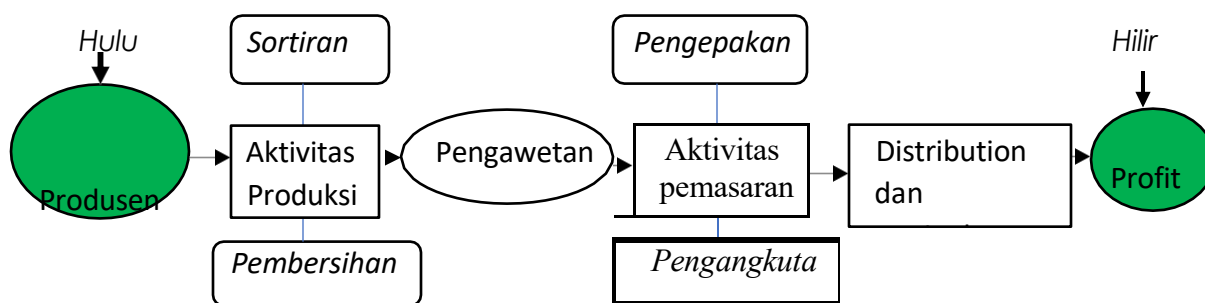 Hulu
Sortiran
Pengepakan
Hilir
Produsen
Aktivitas
Produksi
Pengawetan
Aktivitas
pemasaran
Distribution
dan
Profit
Pembersihan
Pengangkuta